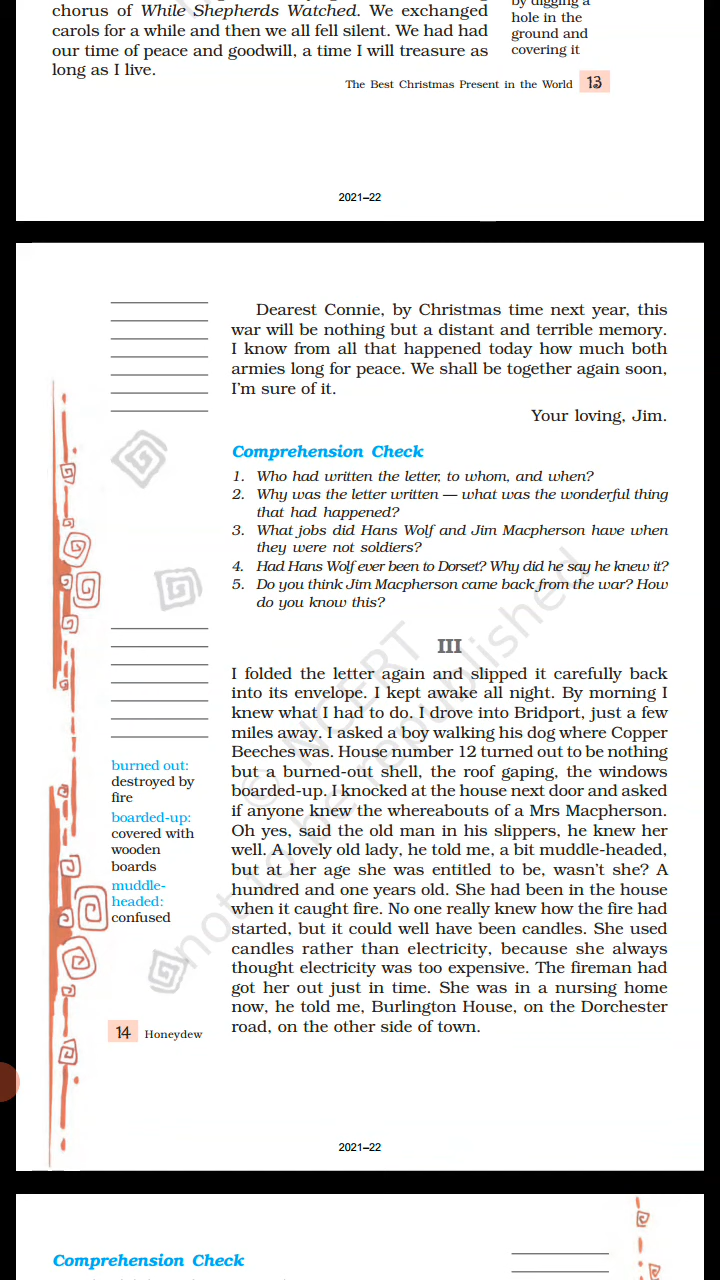 chorus of While Shepherds Watched. We exchanged
carols for a while and then we all fell silent. We had had
our time of peace and goodwill, a time I will treasure as
long as I live.
by digging a
hole in the
ground and
covering it
The Best Christmas Present in the World 13
2021–22
Dearest Connie, by Christmas time next year, this
war will be nothing but a distant and terrible memory.
I know from all that happened today how much both
armies long for peace. We shall be together again soon,
I'm sure of it.
Your loving, Jim.
Comprehension Check
1. Who had written the letter, to whom, and when?
2. Why was the letter written — what was the wonderful thing
that had happened?
3. What jobs did Hans Wolf and Jim Macpherson have when
they were not soldiers?
4. Had Hans Wolf ever been to Dorset? Why did he say he knew it?
5. Do you think Jim Macpherson came back from the war? How
do you know this?
III
I folded the letter again and slipped it carefully back
into its envelope. I kept awake all night. By morning I
knew what I had to do. I drove into Bridport, just a few
miles away. I asked a boy walking his dog where Copper
Beeches was. House number 12 turned out to be nothing
but a burned-out shell, the roof gaping, the windows
boarded-up. I knocked at the house next door and asked
if anyone knew the whereabouts of a Mrs Macpherson.
Oh yes, said the old man in his slippers, he knew her
well. A lovely old lady, he told me, a bit muddle-headed,
but at her age she was entitled to be, wasn't she? A
hundred and one years old. She had been in the house
when it caught fire. No one really knew how the fire had
started, but it could well have been candles. She used
candles rather than electricity, because she always
thought electricity was too expensive. The fireman had
got her out just in time. She was in a nursing home
now, he told me, Burlington House, on the Dorchester
road, on the other side of town.
burned out:
destroyed by
fire
boarded-up:
covered with
wooden
boards
muddle-
headed:
confused
14 Honeydew
© NCERT
not to be republished
2021–22
Comprehension Check